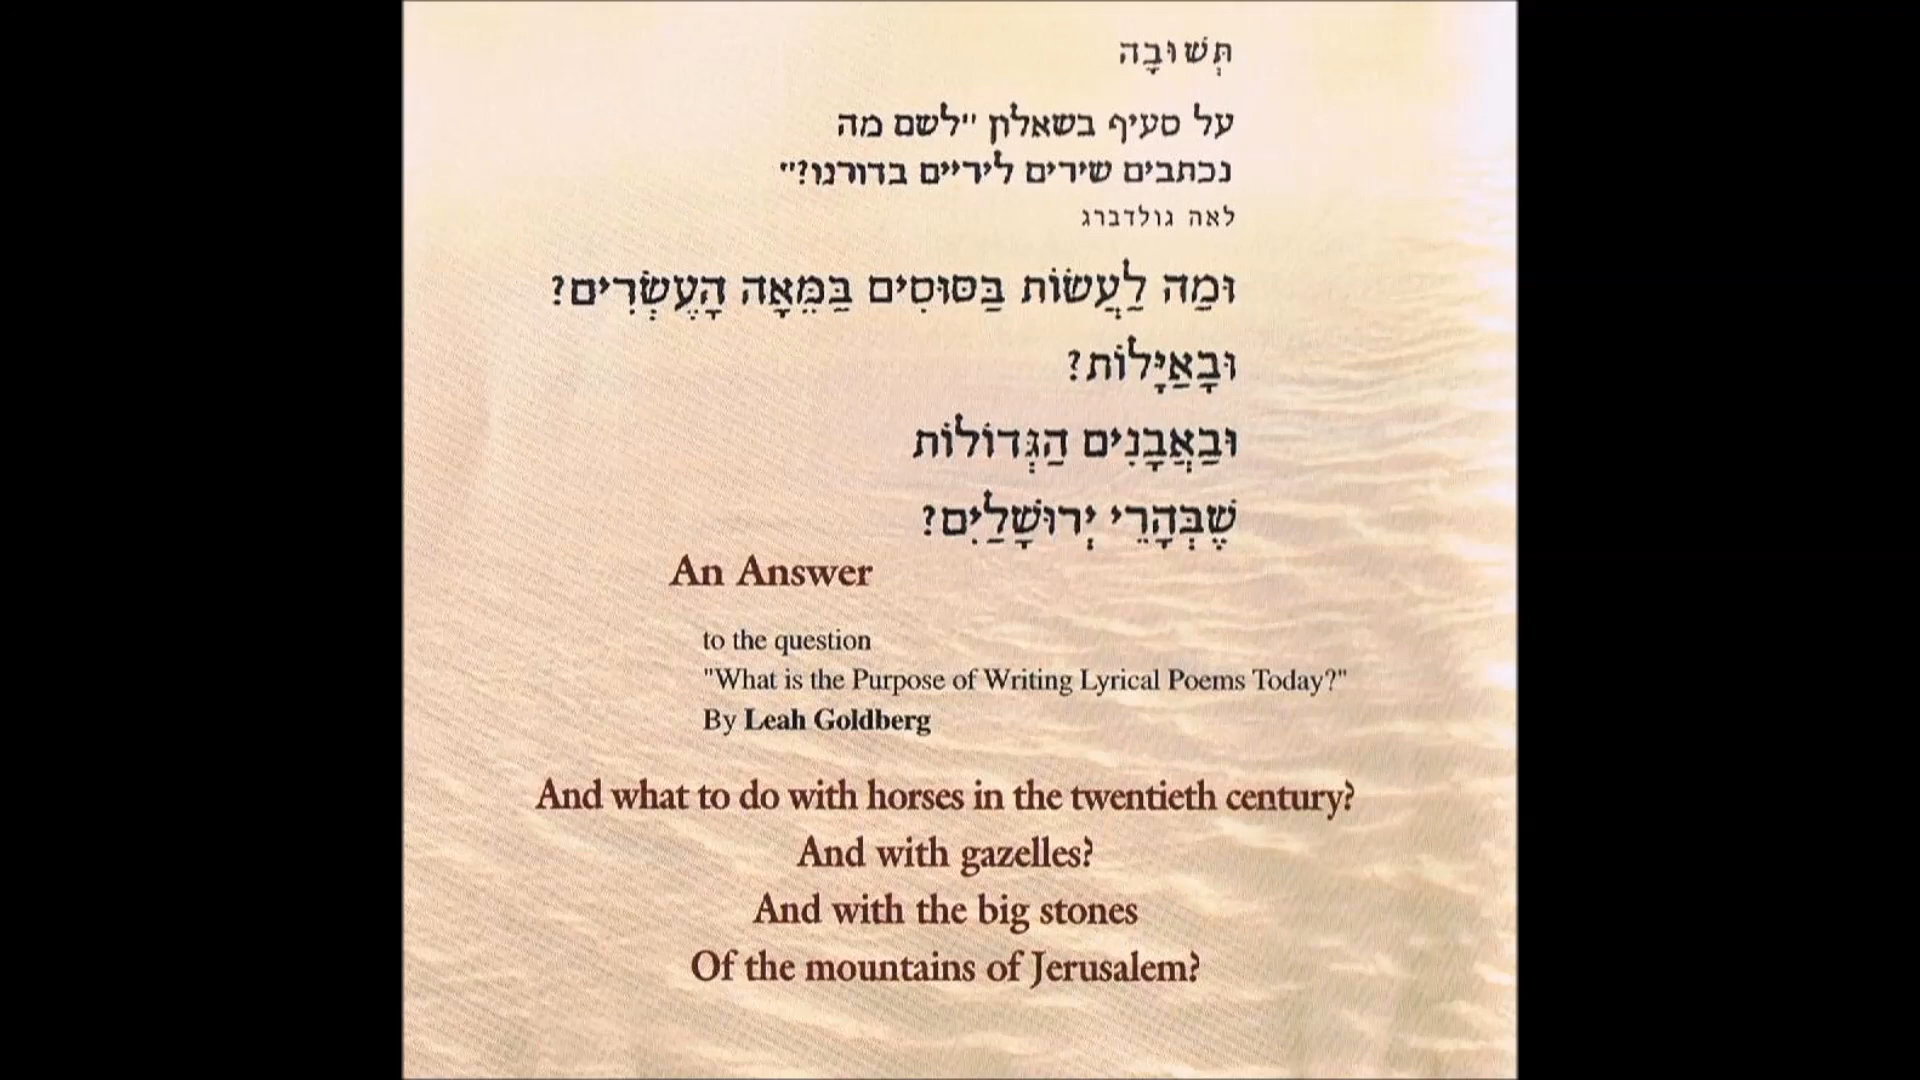 תְּשׁוּבָה
על סעיף בשאלון "לשם מה
נכתבים שירים ליריים בדורנו?"
לאה גולדברג
וּמַה לַּעֲשׂוֹת בַּסּוּסִים בַּמֵּאָה הָעֶשְׂרִים?
וּבָאַיָּלוֹת?
וּבַאֲבָנִים הַגְּדוֹלוֹת
שֶׁבְּהָרֵי יְרוּשָׁלַיִם?
An Answer
to the question
"What is the Purpose of Writing Lyrical Poems Today?"
By Leah Goldberg
And what to do with horses in the twentieth century?
And with gazelles?
And with the big stones
Of the mountains of Jerusalem?